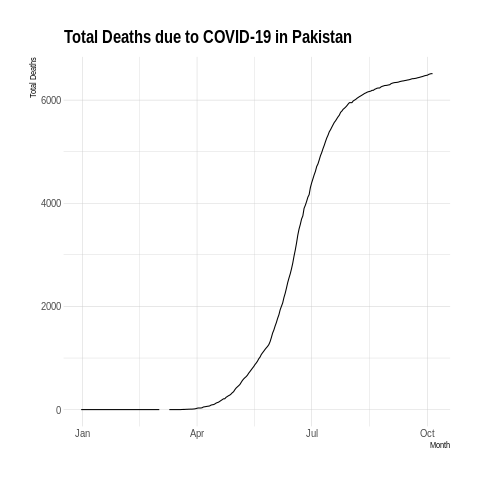 Total Deaths due to COVID-19 in Pakistan
Total Deaths
6000
4000
2000
0
Jan Apr Jul Oct
Month